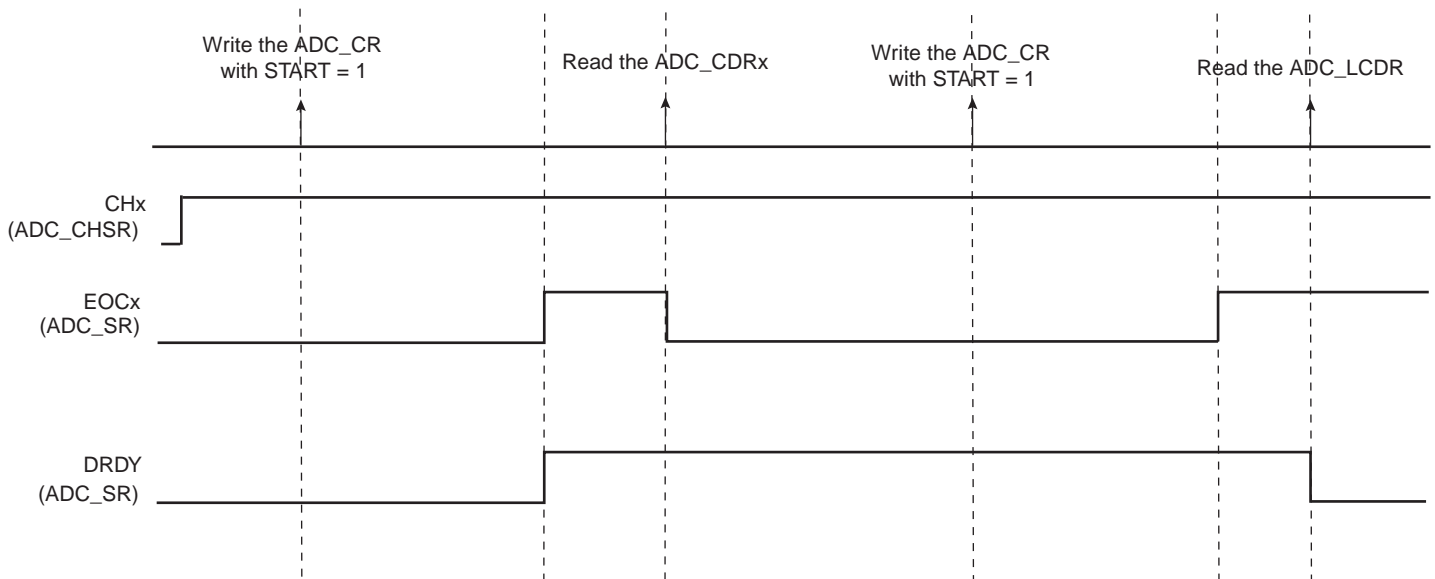 Write the ADC_CR
with START = 1
Read the ADC_CDRx
Write the ADC_CR
with START = 1
Read the ADC_LCDR
CHx
(ADC_CHSR)
EOCx
(ADC_SR)
DRDY
(ADC_SR)